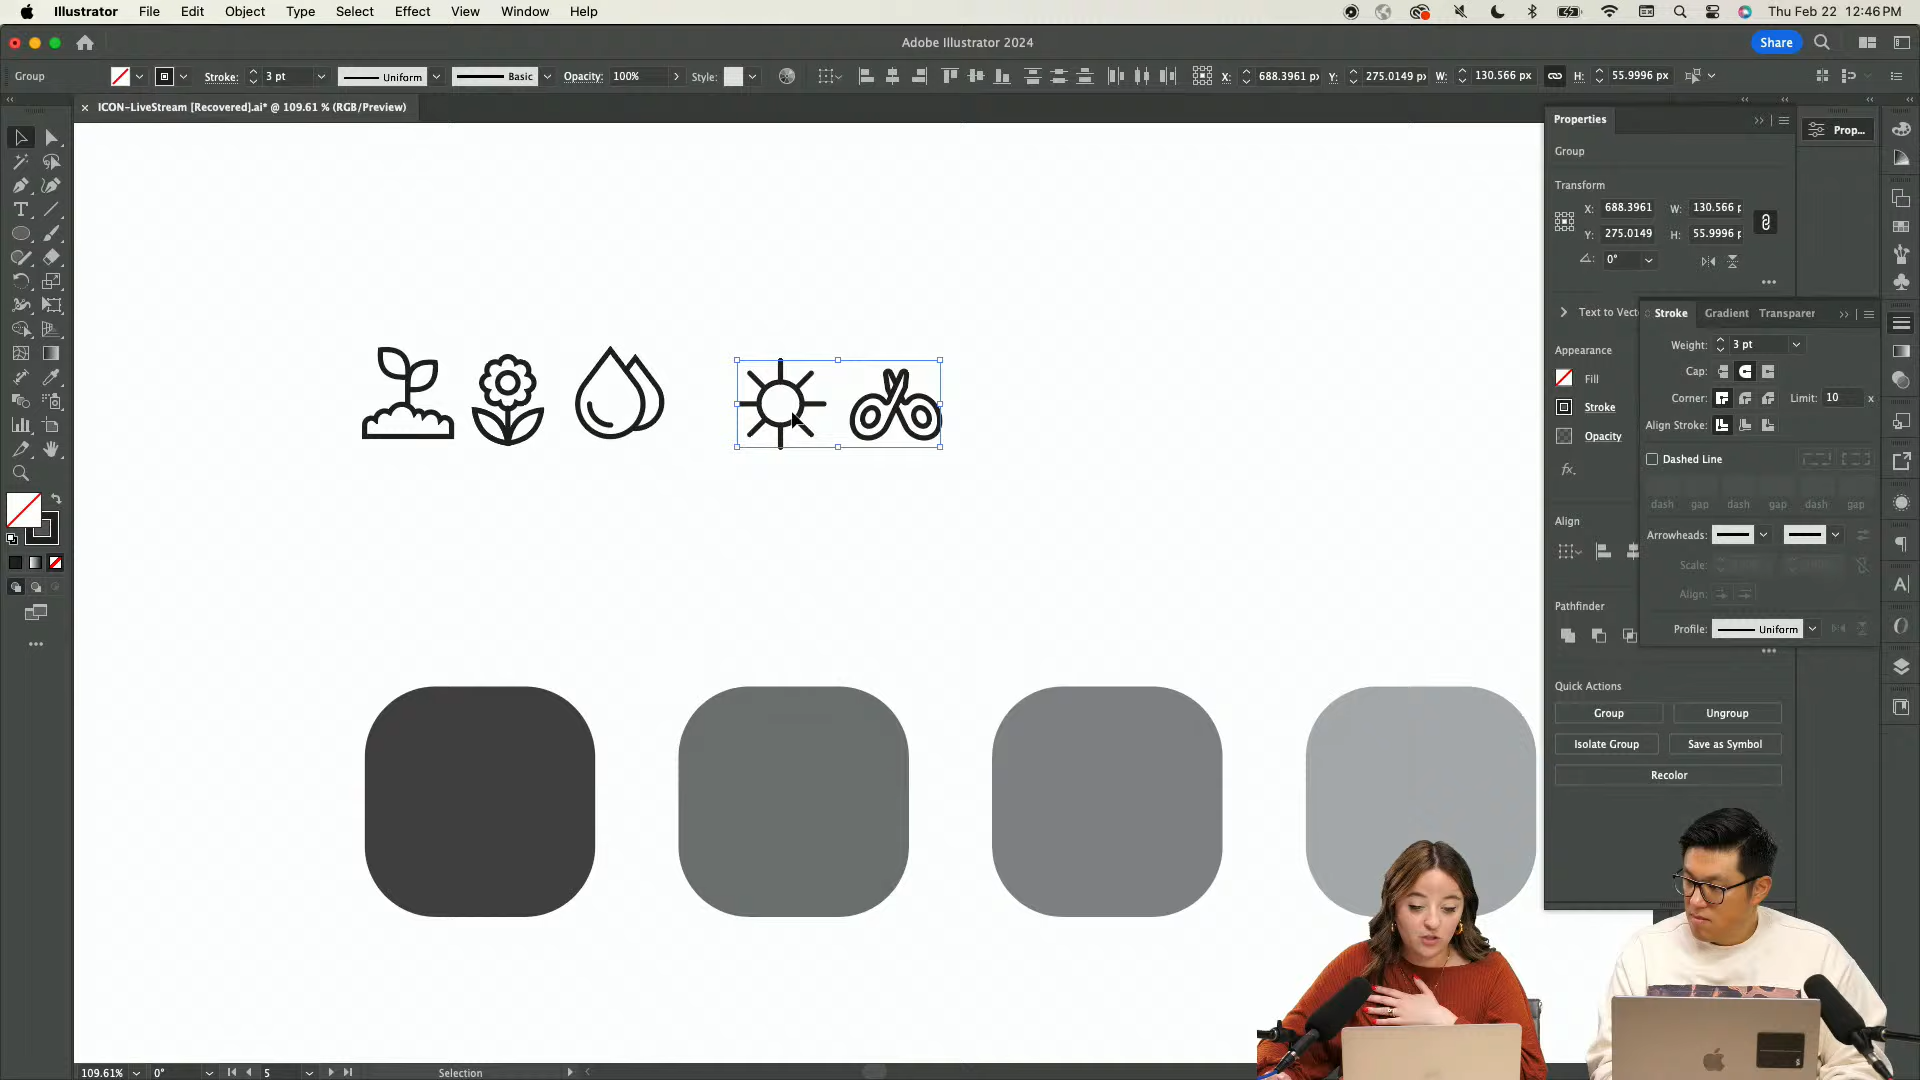 Illustrator File Edit Object Type Select Effect View Window Help
Thu Feb 22 12:46 PM
Adobe Illustrator 2024
Share
Group
Stroke: 3 pt Uniform Basic Opacity: 100% Style: X: 688.3961 px Y: 275.0149 px W: 130.566 px H: 55.9996 px
ICON-LiveStream [Recovered].ai* @ 109.61 % (RGB/Preview)
Properties
Prop...
Group
Transform
X: 688.3961 W: 130.566 p
Y: 275.0149 H: 55.9996 p
0°
Text to Vect
Stroke Gradient Transparen
Appearance
Weight: 3 pt
Fill
Cap:
Stroke
Corner: Limit: 10 x
Opacity
Align Stroke:
fx.
Dashed Line
dash gap dash gap dash gap
Align
Arrowheads:
Scale:
Align:
Pathfinder
Profile: Uniform
Quick Actions
Group Ungroup
Isolate Group Save as Symbol
Recolor
109.61% 0° 5 Selection